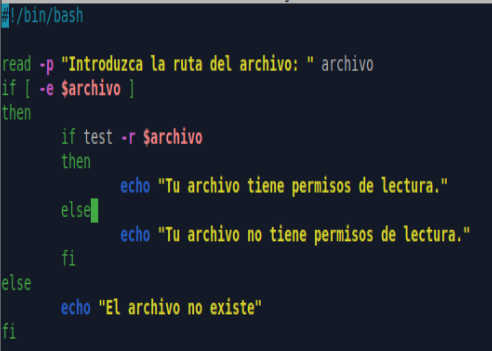 #!/bin/bash
read -p "Introduzca la ruta del archivo: " archivo
if [ -e $archivo ]
then
if test -r $archivo
then
echo "Tu archivo tiene permisos de lectura."
else
echo "Tu archivo no tiene permisos de lectura."
fi
else
echo "El archivo no existe"
fi